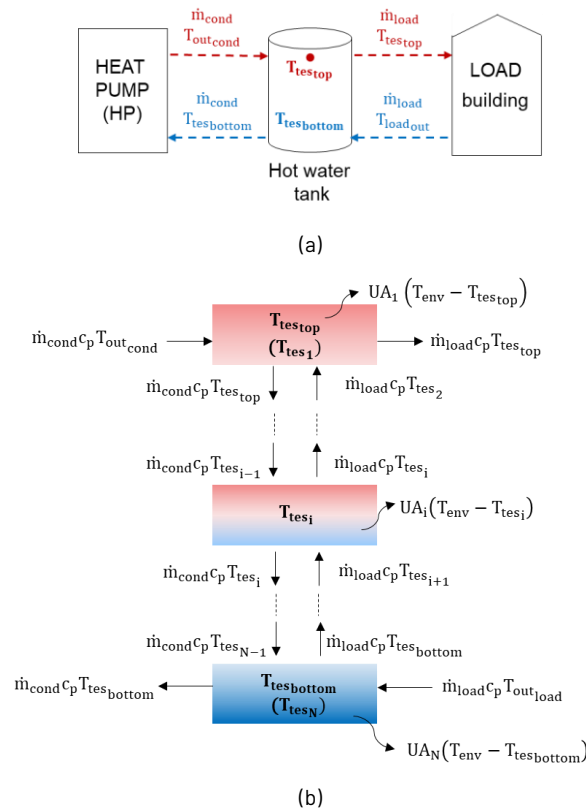 ṁcond ṁload
Toutcond Ttestop
HEAT PUMP (HP)
Ttestop
LOAD building
ṁcond ṁload
Ttesbottom Ttesbottom Tloadout
Hot water
tank
(a)
UA1 (Tenv − Ttestop)
ṁcondcpToutcond
Ttestop
(Ttes1)
ṁloadcpTtestop
ṁcondcpTtestop ṁloadcpTtes2
ṁcondcpTtesi−1 ṁloadcpTtesi
Ttesi
UAi(Tenv − Ttesi)
ṁcondcpTtesi ṁloadcpTtesi+1
ṁcondcpTtesN−1 ṁloadcpTtesbottom
ṁcondcpTtesbottom
Ttesbottom
(TtesN)
ṁloadcpToutload
UAN(Tenv − Ttesbottom)
(b)